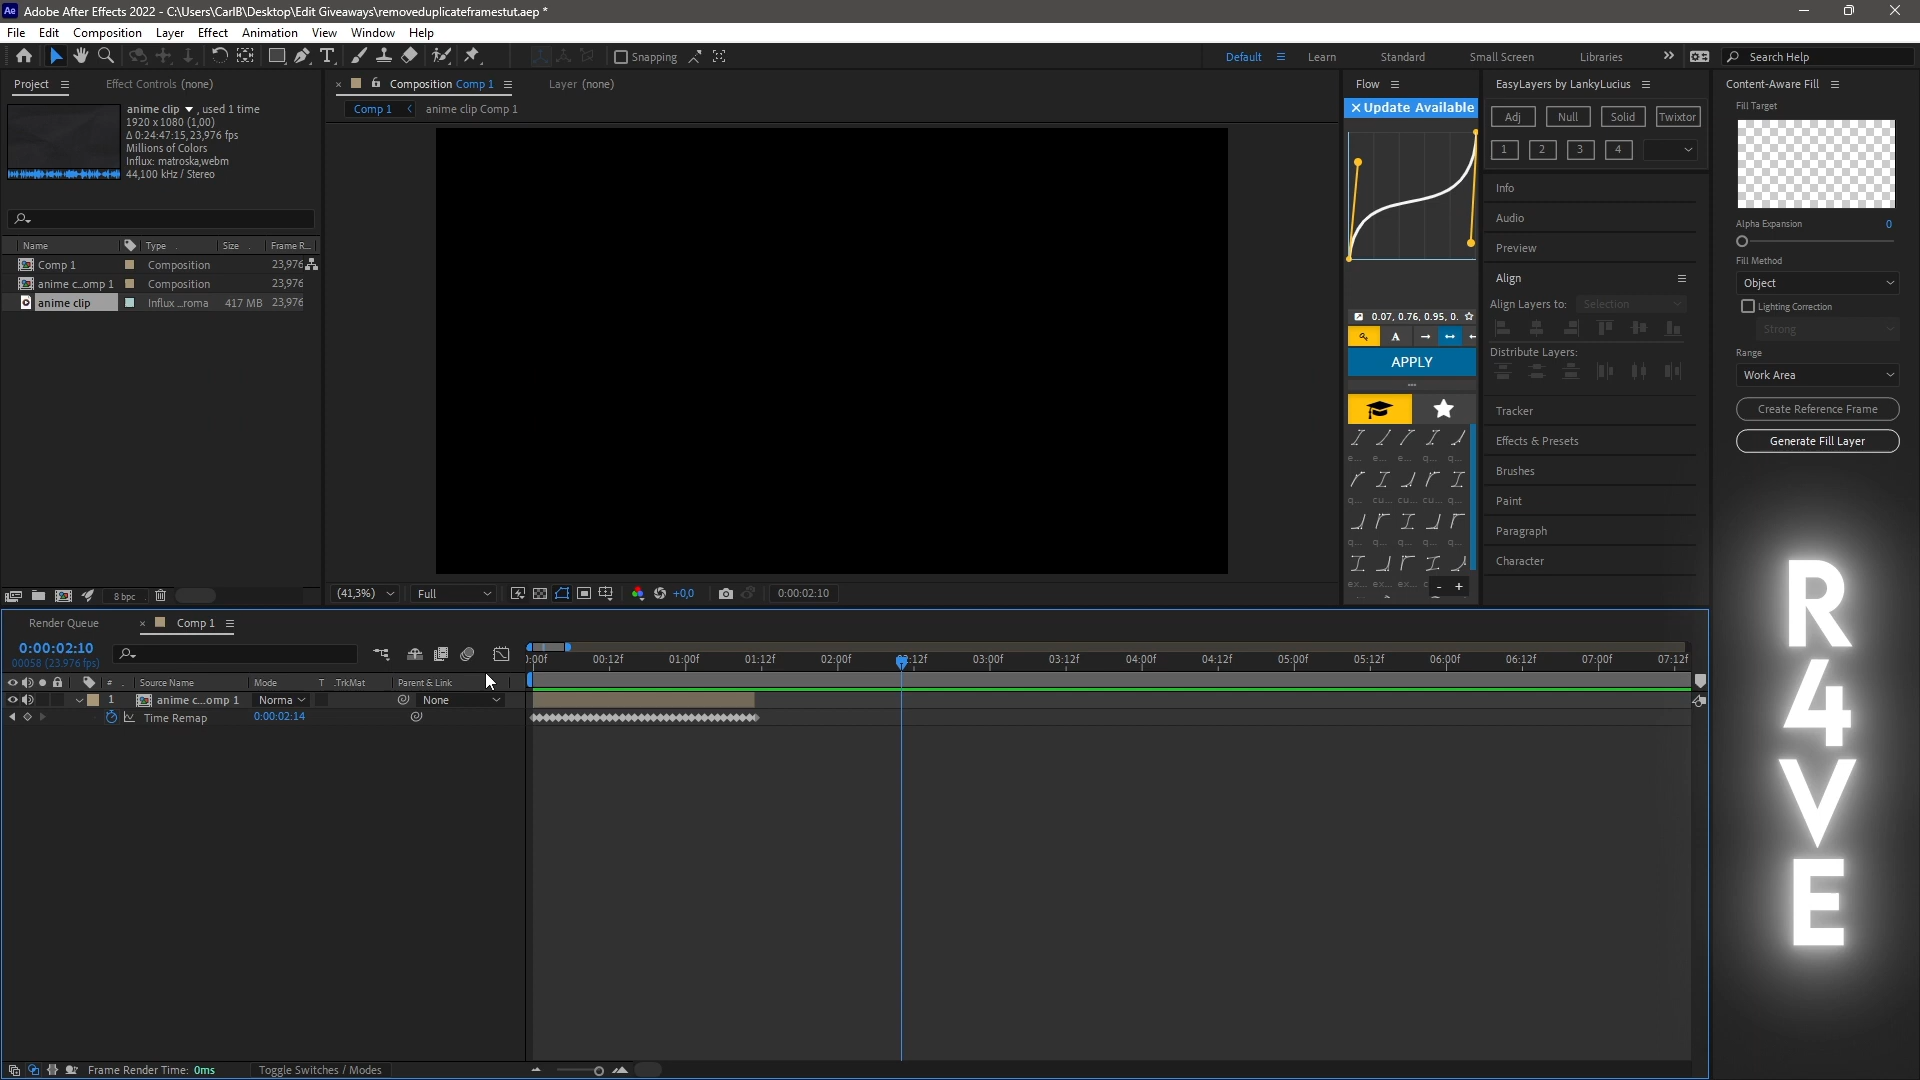 Ae Adobe After Effects 2022 - C:\Users\CarlB\Desktop\Edit Giveaways\removeduplicateframestut.aep *
File Edit Composition Layer Effect Animation View Window Help
Snapping Default Learn Standard Small Screen Libraries Search Help
Project Effect Controls (none) Composition Comp 1 Layer (none) Flow EasyLayers by LankyLucius Content-Aware Fill
Comp 1 anime clip Comp 1
anime clip , used 1 time
1920 x 1080 (1,00)
Δ 0:24:47:15, 23,976 fps
Millions of Colors
Influx: matroska,webm
44,100 kHz / Stereo
Name Type Size Frame R...
Comp 1 Composition 23,976
anime c...omp 1 Composition 23,976
anime clip Influx ...roma 417 MB 23,976
8 bpc
(41,3%) Full +0,0 0:00:02:10
Update Available
0.07, 0.76, 0.95, 0.
A
APPLY
e... e... e... q... q...
q... cu... cu... cu... q...
q... q... q... q... q...
- +
Adj Null Solid Twixtor
1 2 3 4
Info
Audio
Preview
Align
Align Layers to: Selection
Distribute Layers:
Tracker
Effects & Presets
Brushes
Paint
Paragraph
Character
Fill Target
Alpha Expansion 0
Fill Method
Object
Lighting Correction
Strong
Range
Work Area
Create Reference Frame
Generate Fill Layer
R
4
V
E
Render Queue Comp 1
0:00:02:10
00058 (23.976 fps)
):00f 00:12f 01:00f 01:12f 02:00f 02:12f 03:00f 03:12f 04:00f 04:12f 05:00f 05:12f 06:00f 06:12f 07:00f 07:12f
# Source Name Mode T .TrkMat Parent & Link
1 anime c...omp 1 Norma None
Time Remap 0:00:02:14
Frame Render Time: 0ms Toggle Switches / Modes